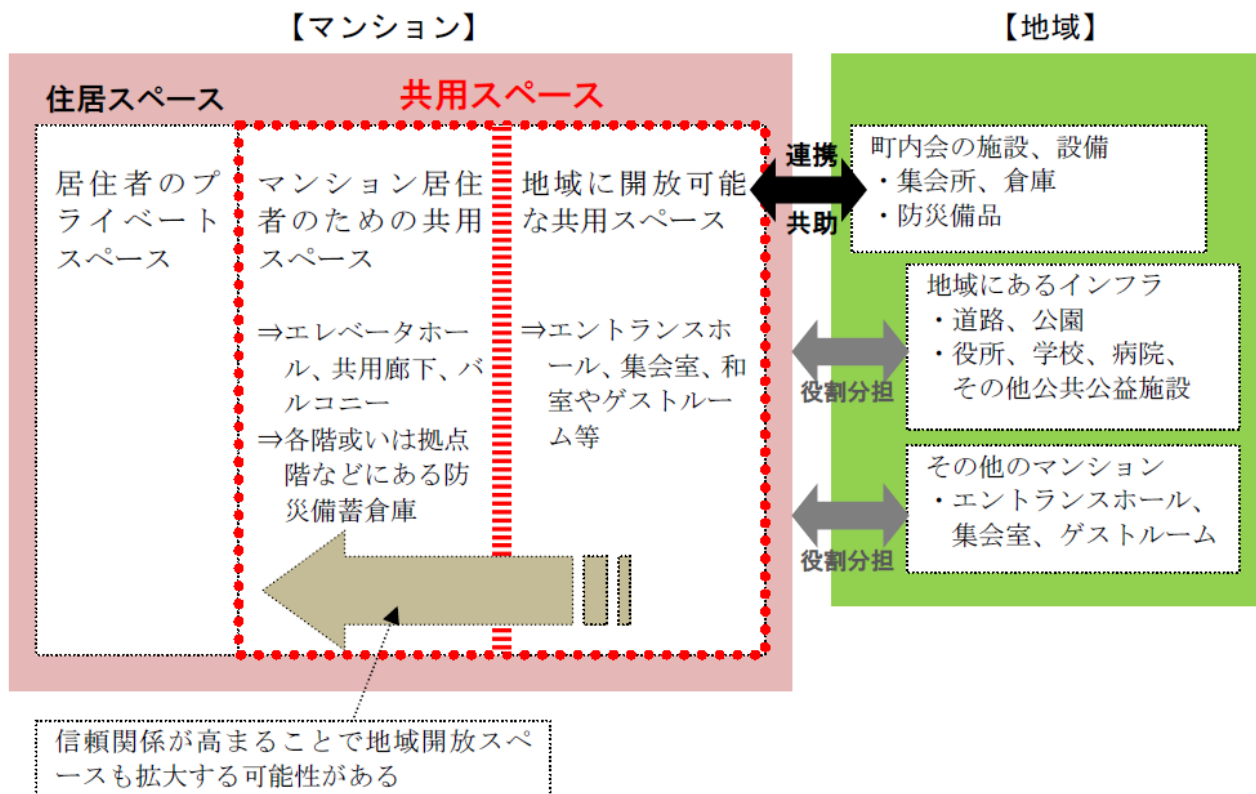 【マンション】
【地域】
住居スペース
共用スペース
居住者のプ
ライベート
スペース
マンション居住
者のための共用
スペース
⇒エレベータホー
ル、共用廊下、バ
ルコニー
⇒各階或いは拠点
階などにある防
災備蓄倉庫
地域に開放可能
な共用スペース
⇒エントランスホ
ール、集会室、和
室やゲストルー
ム等
連携
共助
町内会の施設、設備
・集会所、倉庫
・防災備品
役割分担
地域にあるインフラ
・道路、公園
・役所、学校、病院、
その他公共公益施設
役割分担
その他のマンション
・エントランスホール、
集会室、ゲストルーム
信頼関係が高まることで地域開放スペ
ースも拡大する可能性がある